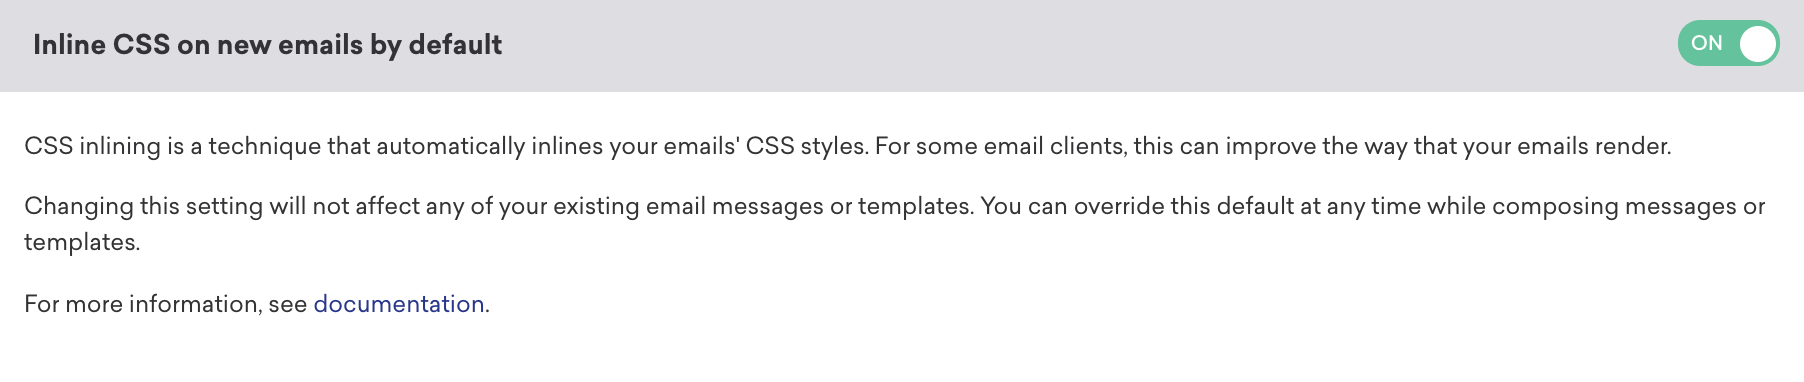 Inline CSS on new emails by default
ON
CSS inlining is a technique that automatically inlines your emails' CSS styles. For some email clients, this can improve the way that your emails render.
Changing this setting will not affect any of your existing email messages or templates. You can override this default at any time while composing messages or
templates.
For more information, see documentation.